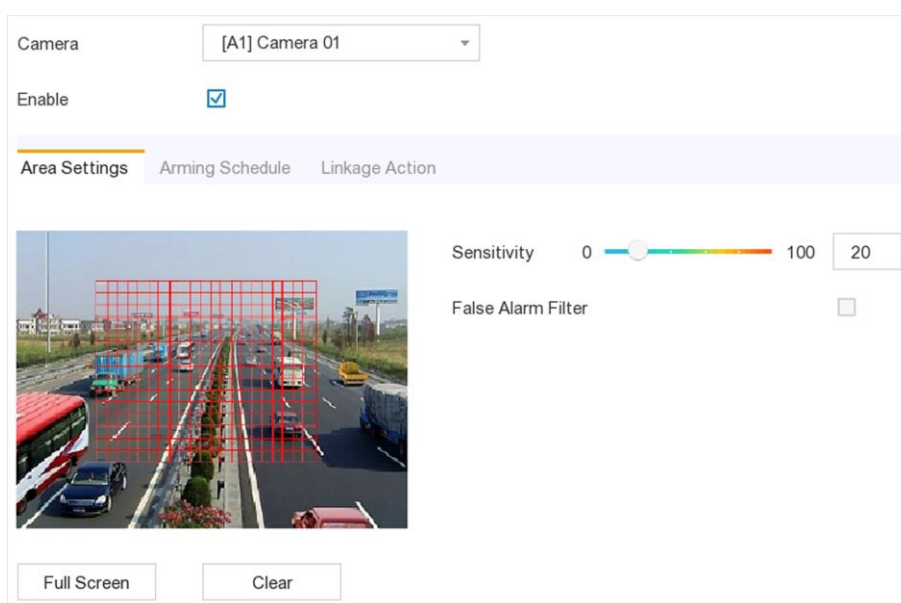 Camera [A1] Camera 01
Enable
Area Settings Arming Schedule Linkage Action
Sensitivity 0 100 20
False Alarm Filter
Full Screen Clear